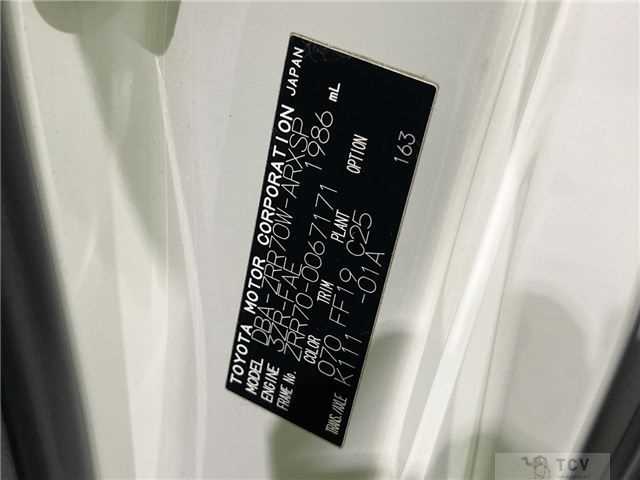 TOYOTA MOTOR CORPORATION JAPAN
MODEL DBA-ZRR70W-ARXSP
ENGINE 3ZR-FAE 1986 mL
FRAME No. ZRR70-0067171
COLOR TRIM PLANT OPTION
070 FF19 C25 163
TRANS./AXLE K111 -01A
TCV